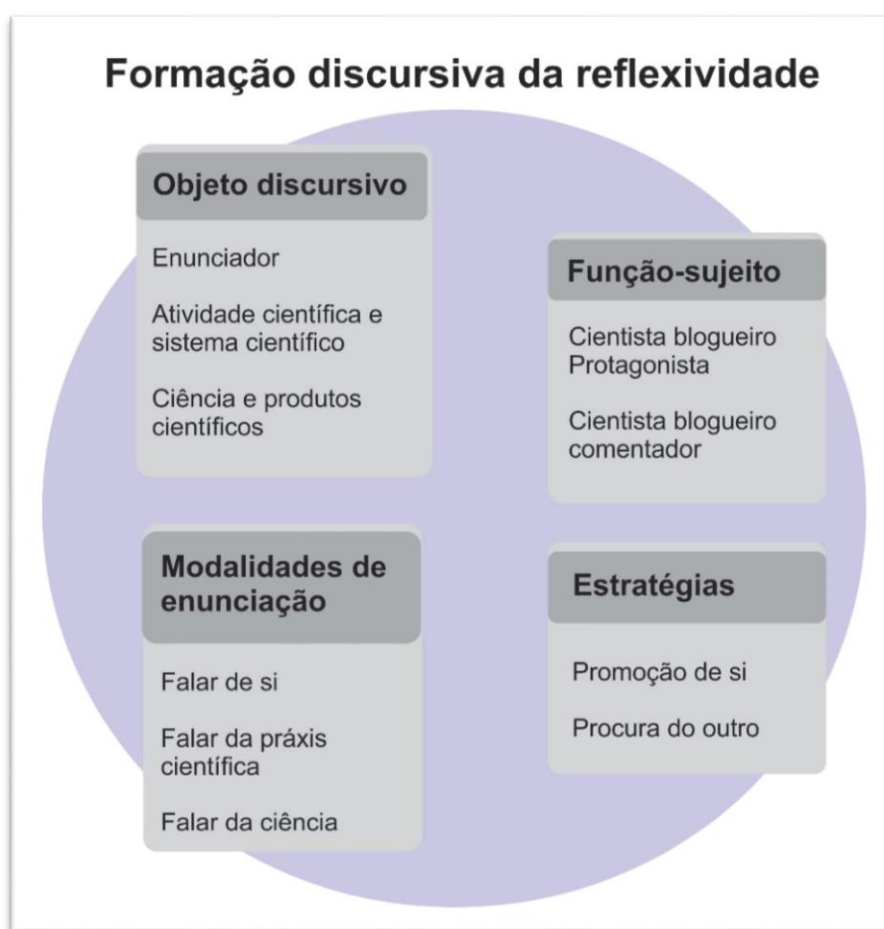 Formação discursiva da reflexividade
Objeto discursivo
Enunciador
Atividade científica e
sistema científico
Ciência e produtos
científicos
Função-sujeito
Cientista blogueiro
Protagonista
Cientista blogueiro
comentador
Modalidades de
enunciação
Falar de si
Falar da práxis
científica
Falar da ciência
Estratégias
Promoção de si
Procura do outro